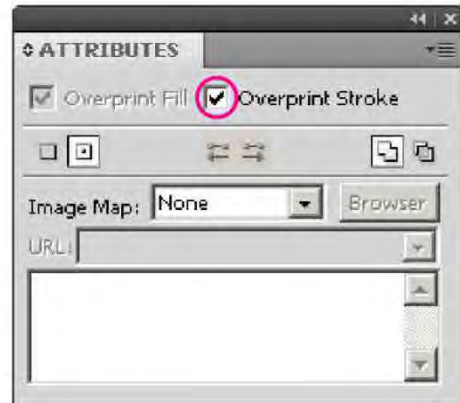 ATTRIBUTES
Overprint Fill Overprint Stroke
Image Map: None Browser
URL: